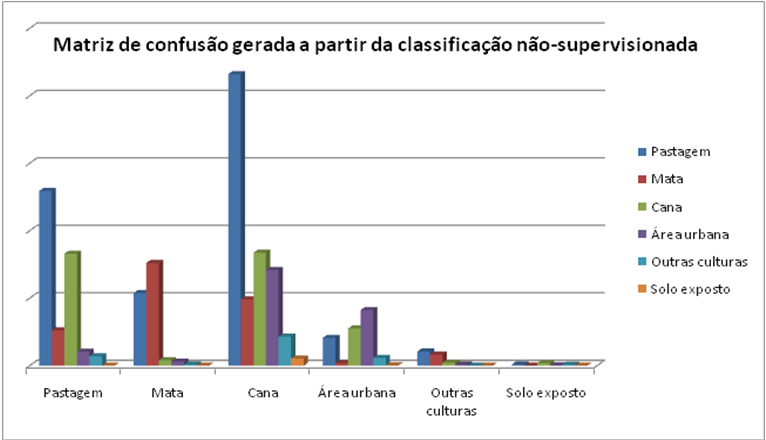 Matriz de confusão gerada a partir da classificação não-supervisionada
Pastagem
Mata
Cana
Área urbana
Outras culturas
Solo exposto
Pastagem
Mata
Cana
Área urbana
Outras
culturas
Solo exposto